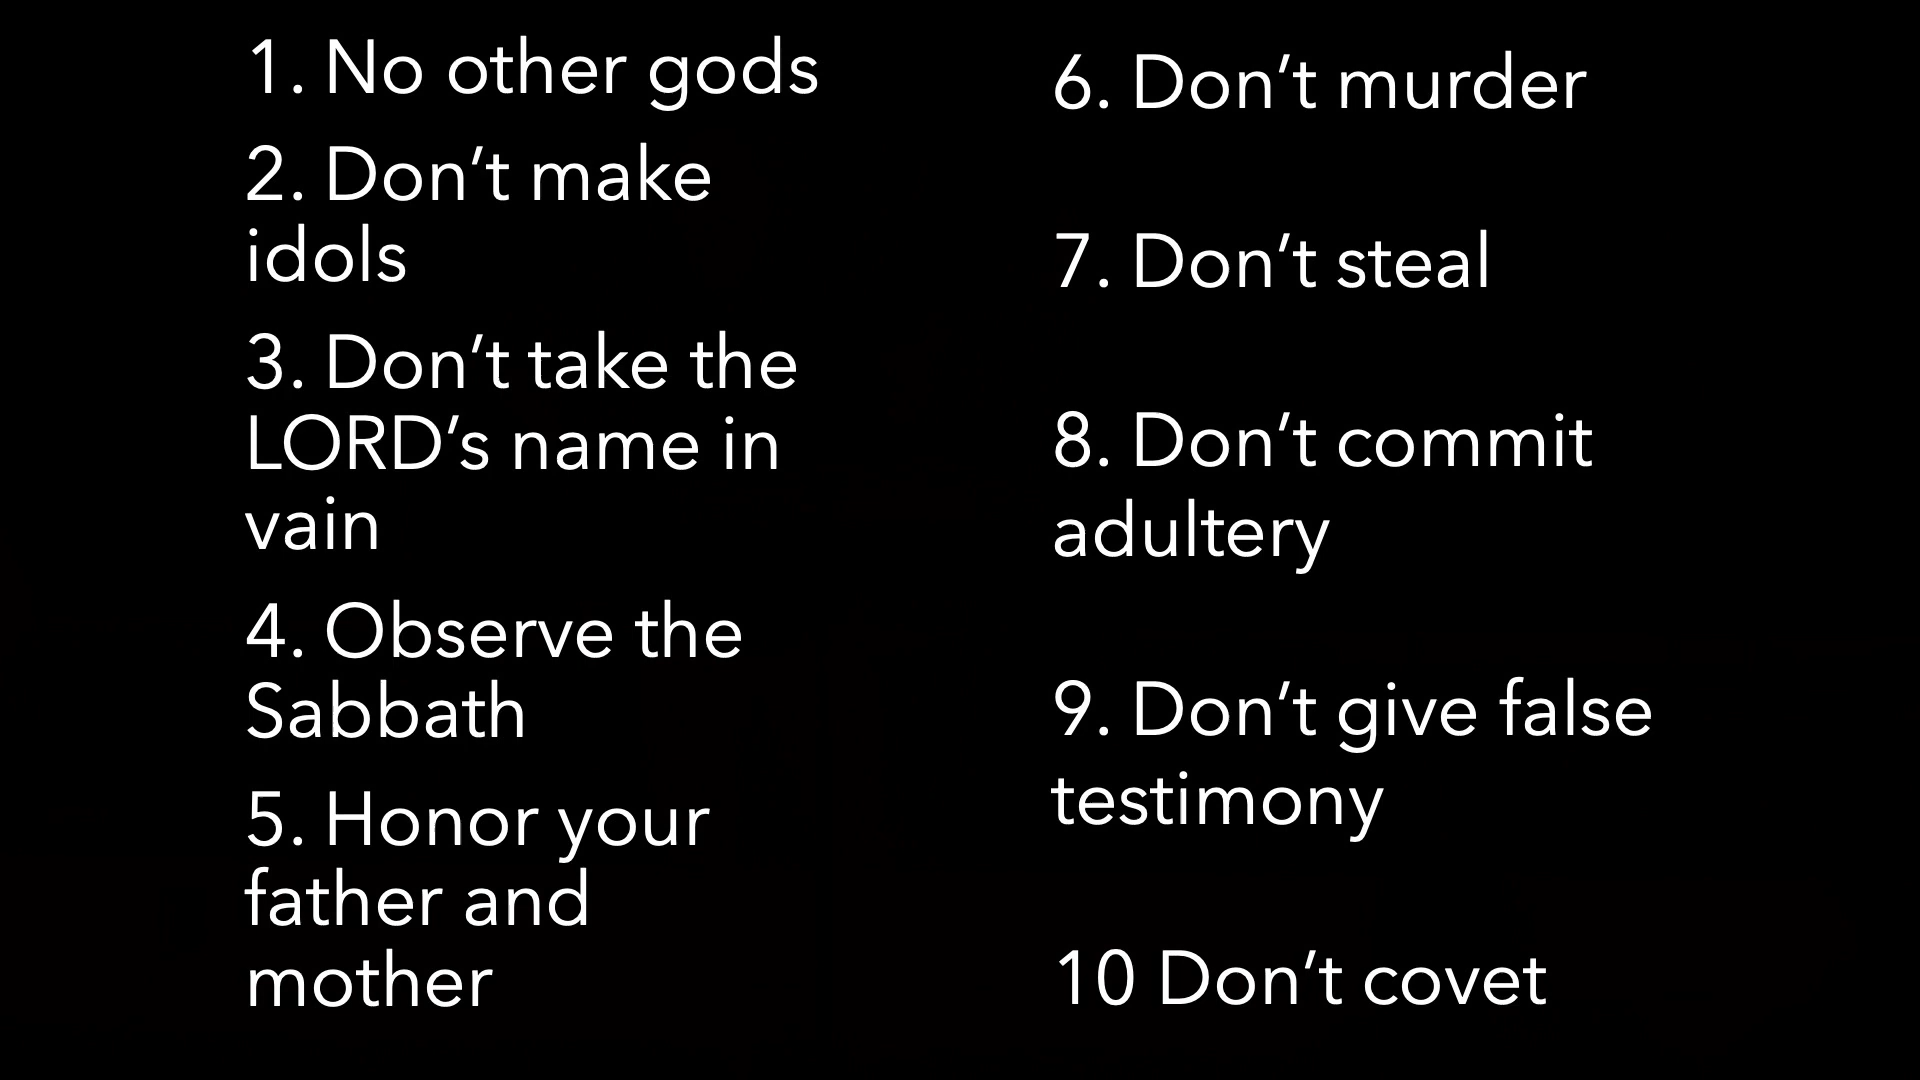 1. No other gods
2. Don’t make
idols
3. Don’t take the
LORD’s name in
vain
4. Observe the
Sabbath
5. Honor your
father and
mother
6. Don’t murder
7. Don’t steal
8. Don’t commit
adultery
9. Don’t give false
testimony
10 Don’t covet